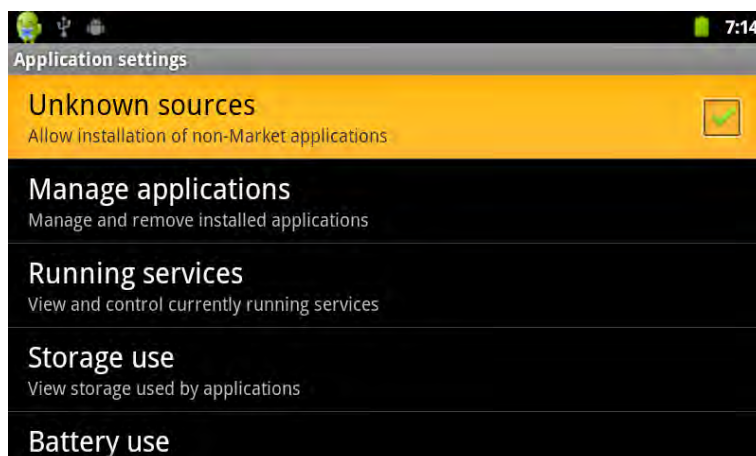 7:14
Application settings
Unknown sources
Allow installation of non-Market applications
Manage applications
Manage and remove installed applications
Running services
View and control currently running services
Storage use
View storage used by applications
Battery use